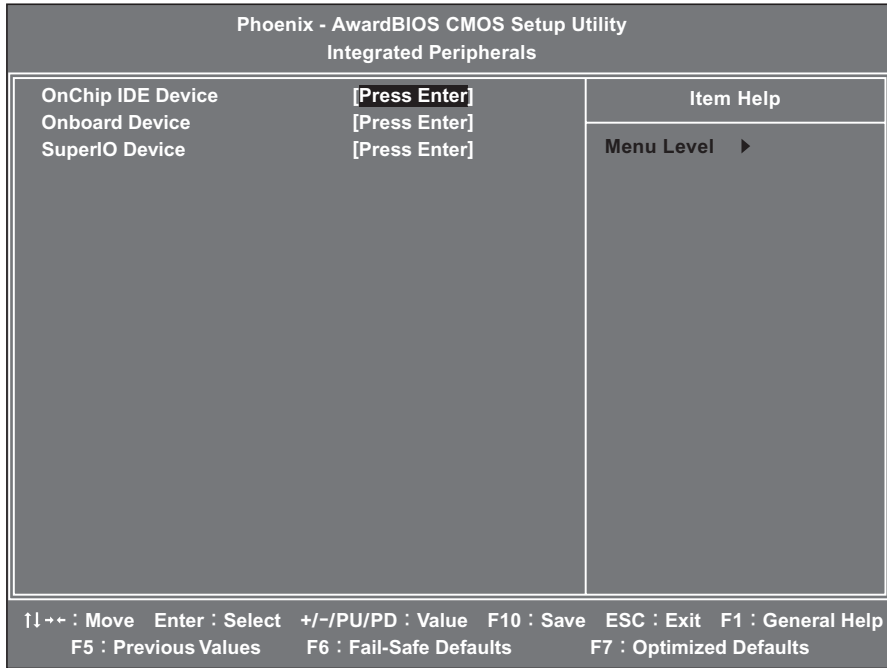 Phoenix - AwardBIOS CMOS Setup Utility
Integrated Peripherals
OnChip IDE Device [Press Enter]
Onboard Device [Press Enter]
SuperIO Device [Press Enter]
Item Help
Menu Level ▶
↑↓→←：Move Enter：Select +/-/PU/PD：Value F10：Save ESC：Exit F1：General Help
F5：Previous Values F6：Fail-Safe Defaults F7：Optimized Defaults